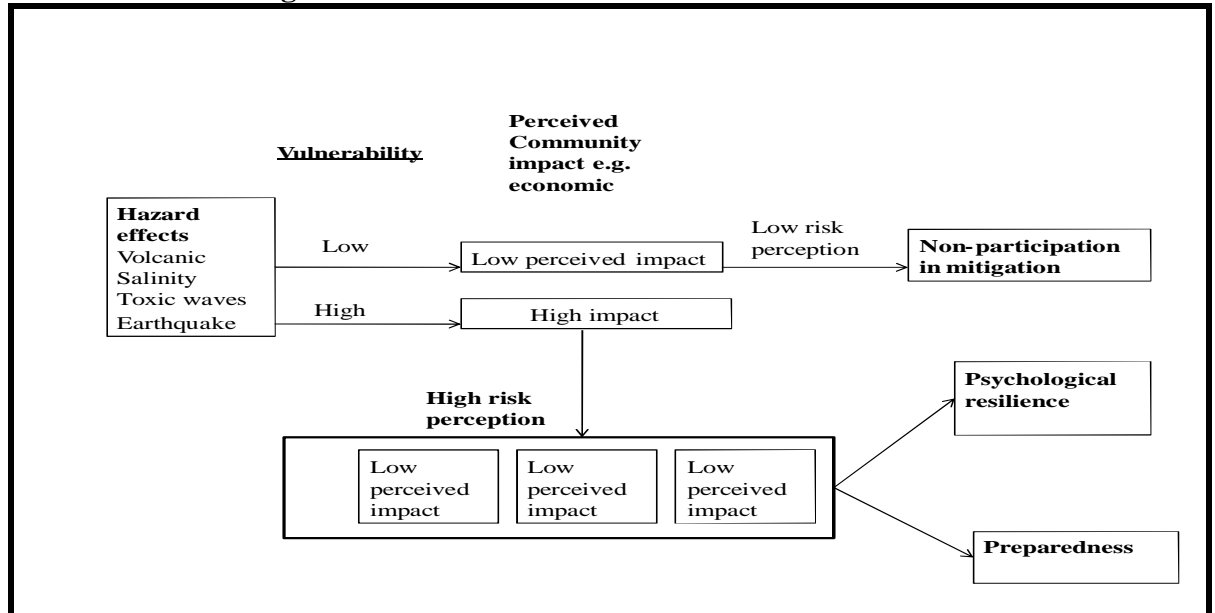 Vulnerability
Perceived
Community
impact e.g.
economic
Hazard
effects
Volcanic
Salinity
Toxic waves
Earthquake
Low
Low perceived impact
Low risk
perception
Non-participation
in mitigation
High
High impact
High risk
perception
Low
perceived
impact
Low
perceived
impact
Low
perceived
impact
Psychological
resilience
Preparedness